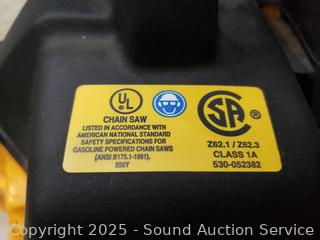 UL
CHAIN SAW
LISTED IN ACCORDANCE WITH
AMERICAN NATIONAL STANDARD
SAFETY SPECIFICATIONS FOR
GASOLINE POWERED CHAIN SAWS
(ANSI B175.1-1991).
556Y
CSA ®
Z62.1 / Z62.3
CLASS 1A
530-052382
Copyright 2025 - Sound Auction Service